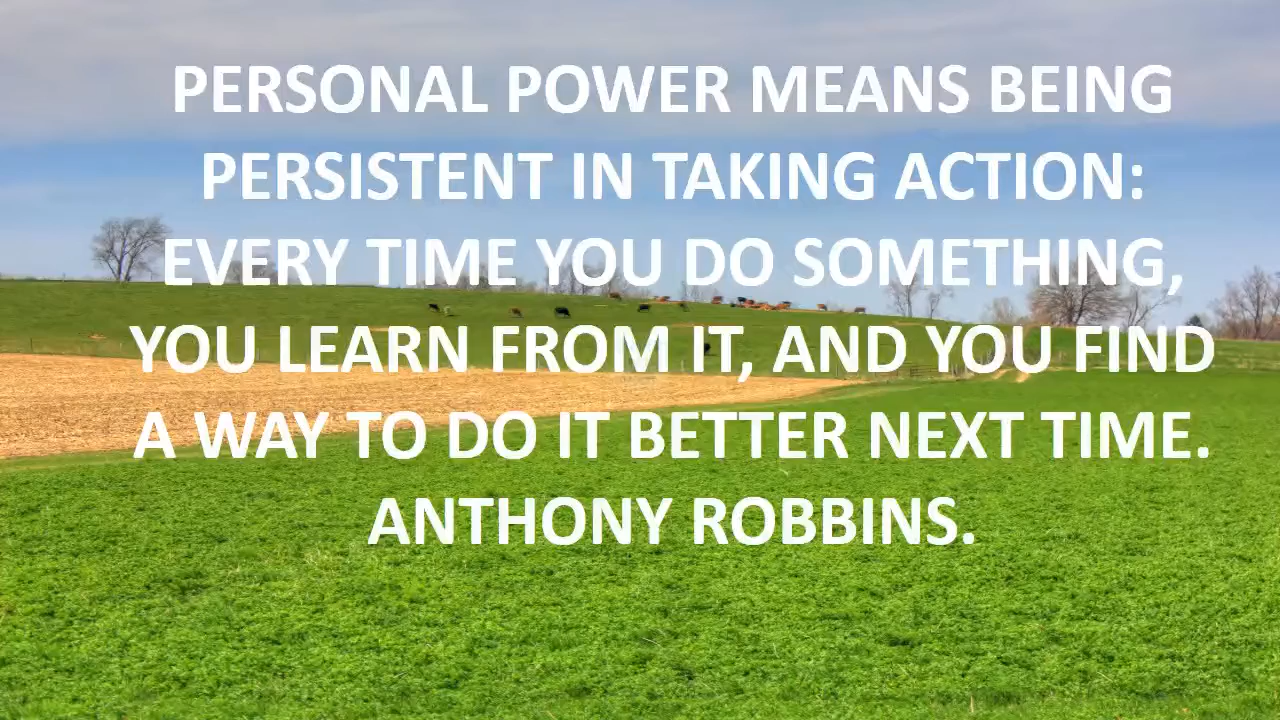 PERSONAL POWER MEANS BEING
PERSISTENT IN TAKING ACTION:
EVERY TIME YOU DO SOMETHING,
YOU LEARN FROM IT, AND YOU FIND
A WAY TO DO IT BETTER NEXT TIME.
ANTHONY ROBBINS.